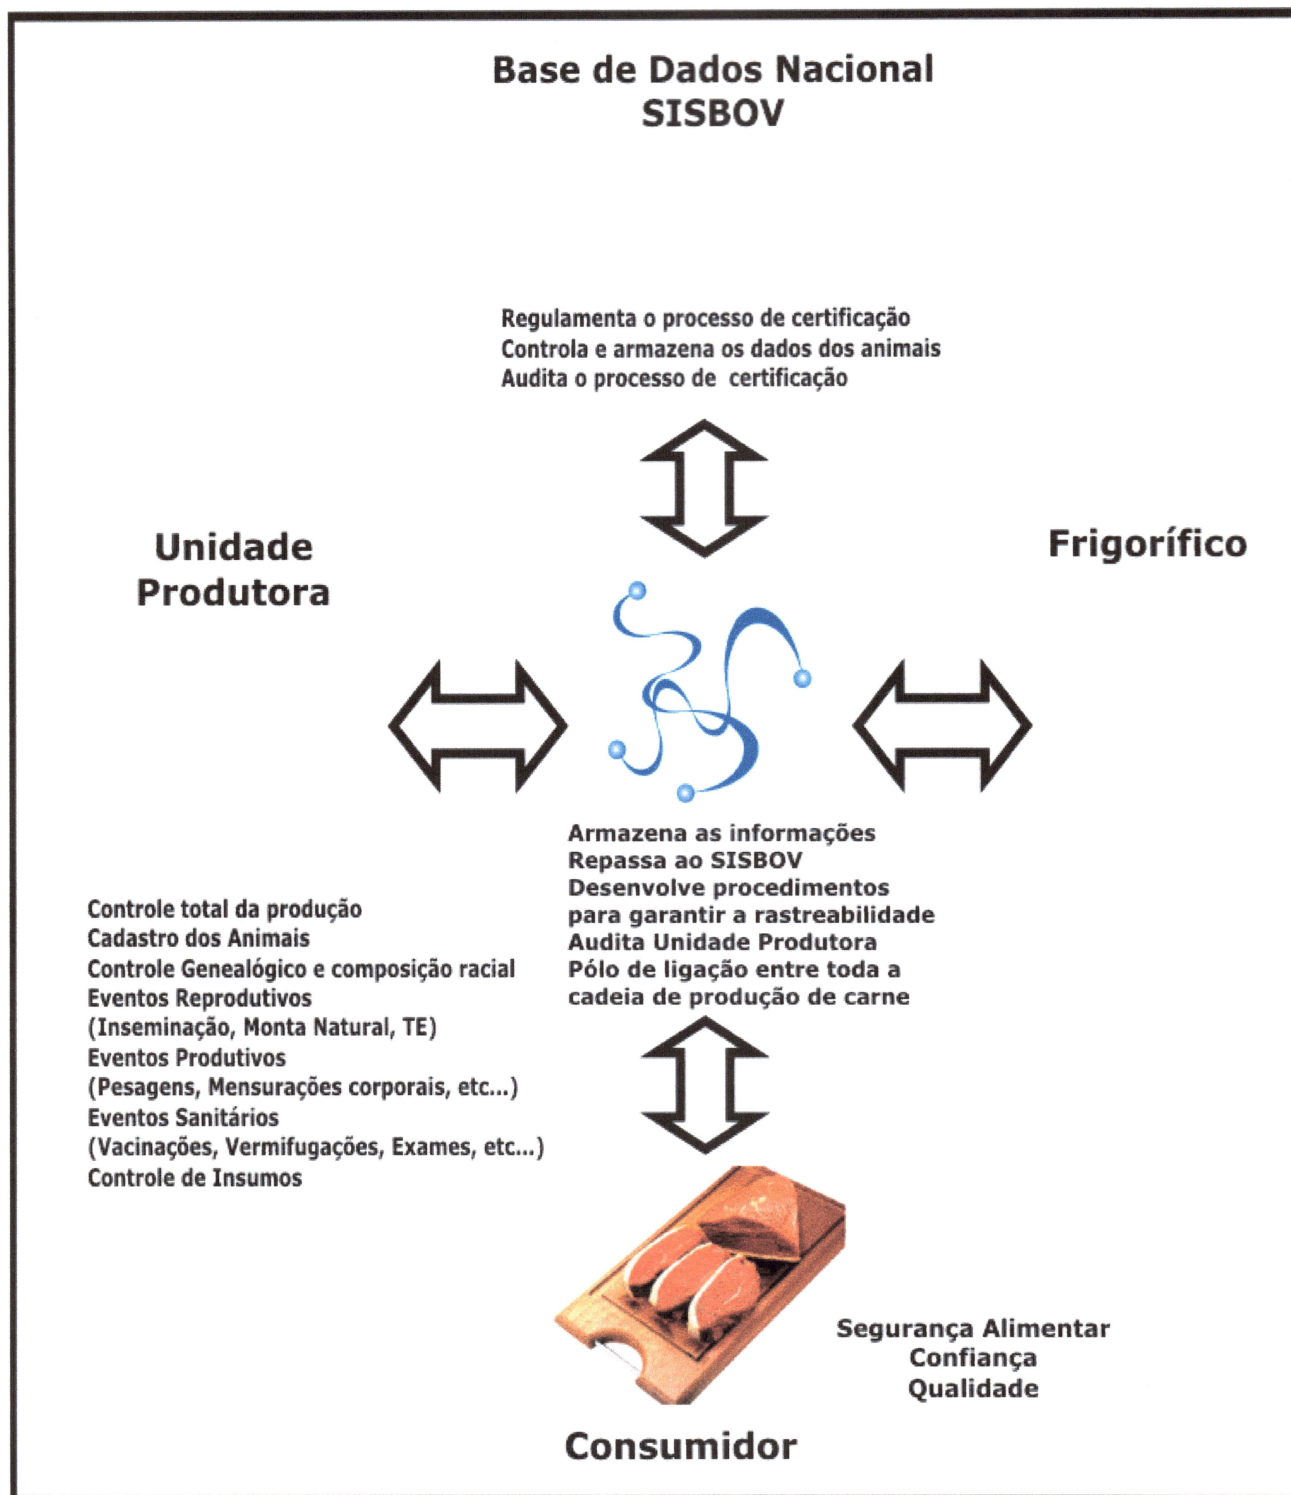 Base de Dados Nacional
SISBOV
Regulamenta o processo de certificação
Controla e armazena os dados dos animais
Audita o processo de certificação
Unidade
Produtora
Frigorífico
Armazena as informações
Repassa ao SISBOV
Desenvolve procedimentos
para garantir a rastreabilidade
Audita Unidade Produtora
Pólo de ligação entre toda a
cadeia de produção de carne
Controle total da produção
Cadastro dos Animais
Controle Genealógico e composição racial
Eventos Reprodutivos
(Inseminação, Monta Natural, TE)
Eventos Produtivos
(Pesagens, Mensurações corporais, etc...)
Eventos Sanitários
(Vacinações, Vermifugações, Exames, etc...)
Controle de Insumos
Segurança Alimentar
Confiança
Qualidade
Consumidor